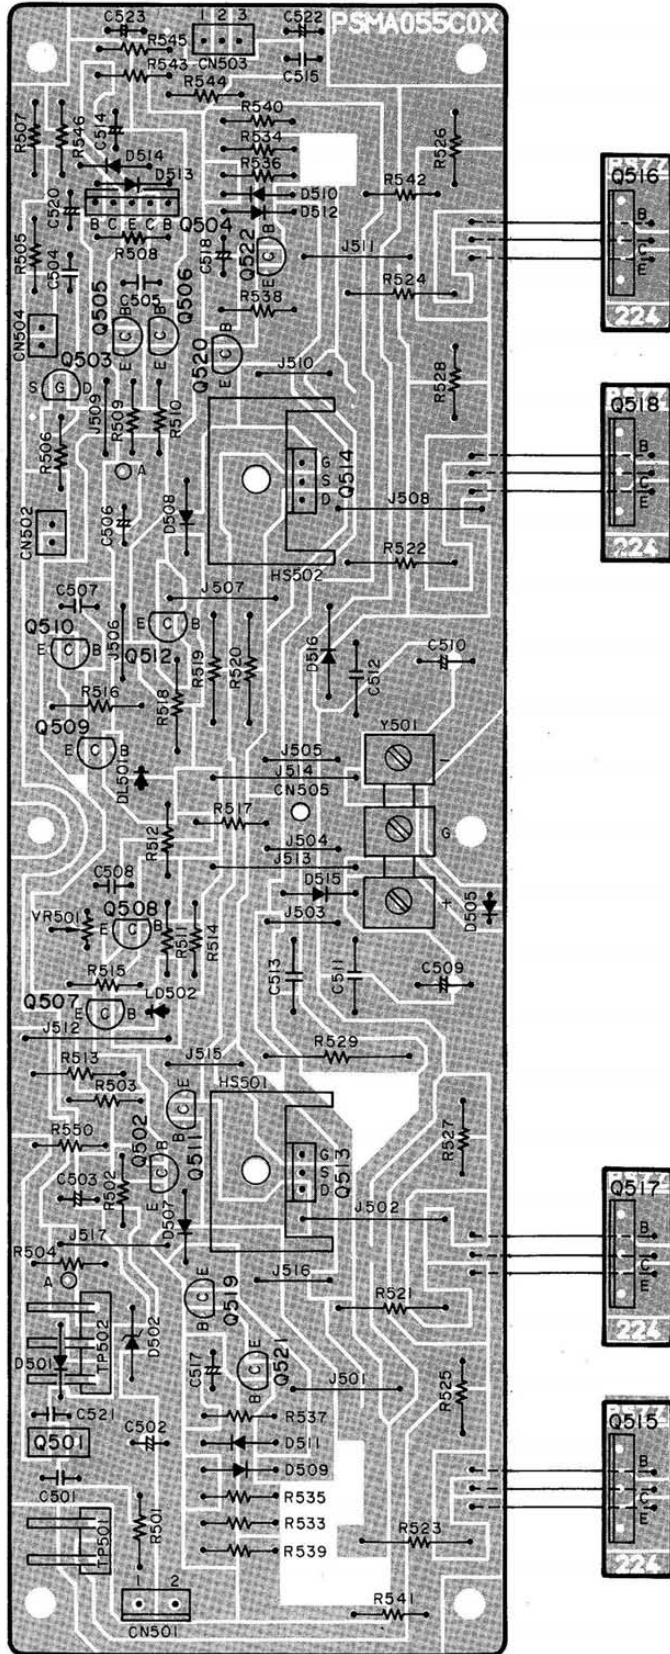 PSMA055C0X
C523
1 2 3
C522
R545
CN503
R543
C515
R544
R507
R546
C514
R540
R534
R526
D514
R536
D513
D510
R542
C520
D512
B C E C B
Q504
R505
R508
C518
Q522
B
C
E
J511
C504
C505
R524
Q505
Q506
R538
CN504
B
C
E
B
C
E
Q520
B
C
E
Q503
S G D
J510
R528
J509
R509
R510
R506
A
G
S
D
Q514
J508
CN502
C506
D508
R522
HS502
C507
J507
Q510
E C B
J506
Q512
C B
R519
R520
D516
C512
C510
R516
R518
Q509
E C B
Y501
-
J505
DL501
J514
CN505
R517
G
R512
J504
J513
C508
D515
+
D505
VR501
Q508
E C B
J503
R511
R514
C513
C511
C509
R515
Q507
E C B
LD502
J512
R529
R513
J515
R503
HS501
E
C
B
Q511
R550
Q502
B
C
E
R527
G
S
D
Q513
C503
R502
D507
J502
R504
J517
A
E
C
B
Q519
J516
R521
TP502
D501
D502
C517
E
C
B
Q521
J501
R525
C521
R537
Q501
C502
D511
D509
C501
R535
R501
R533
R523
TP501
R539
2
CN501
R541
Q516
B
C
E
224
Q518
B
C
E
224
Q517
B
C
E
224
Q515
B
C
E
224